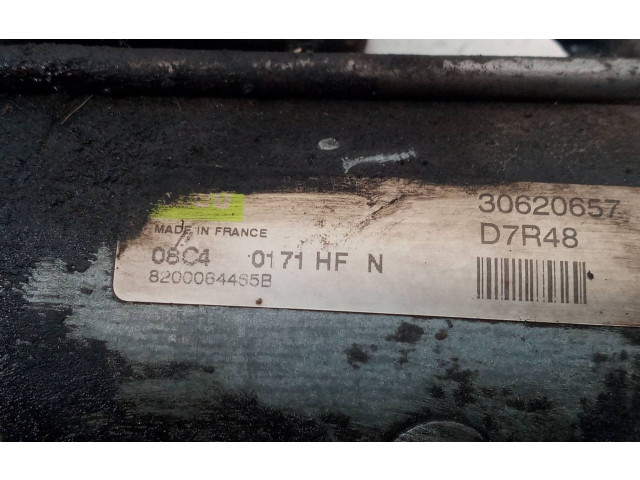 30620657
MADE IN FRANCE
D7R48
08C4 0171 HF N
8200064465B